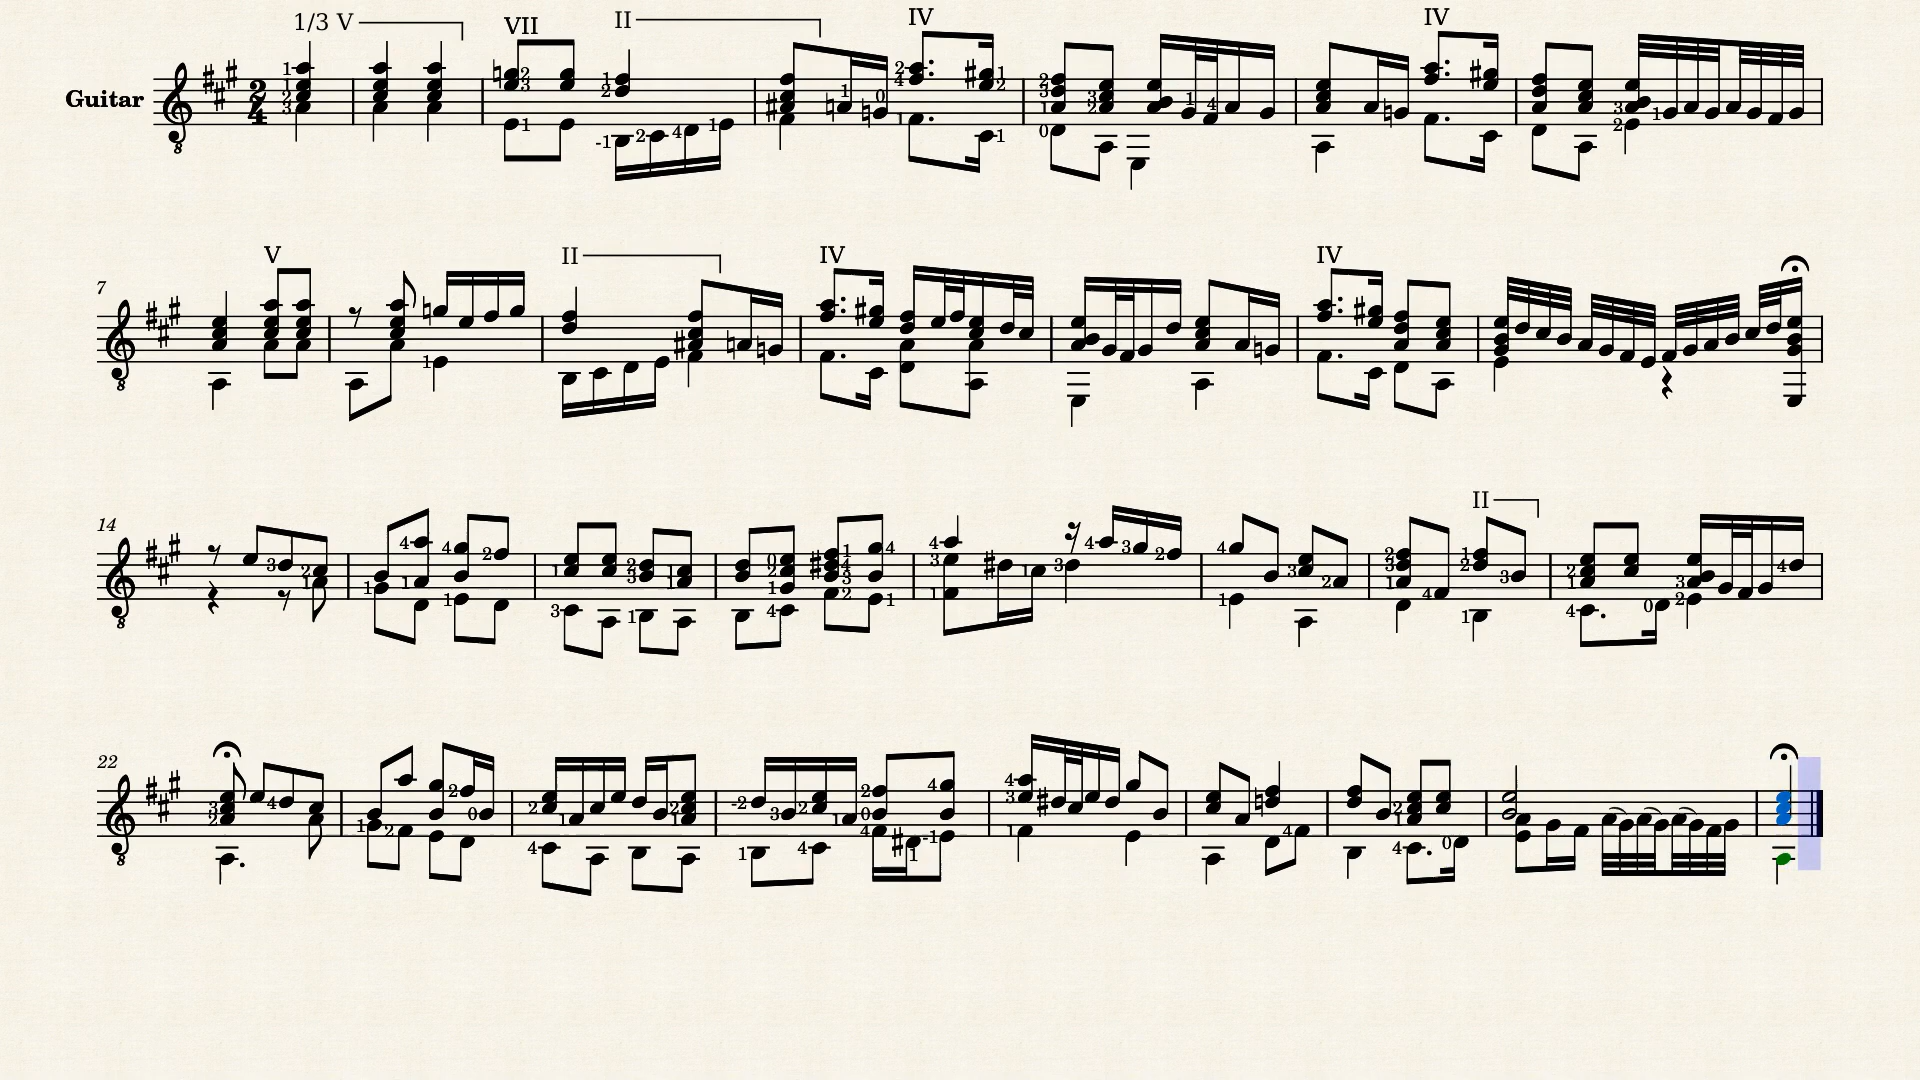 1/3 V VII II IV IV
Guitar
7 V II IV IV
14 II
22